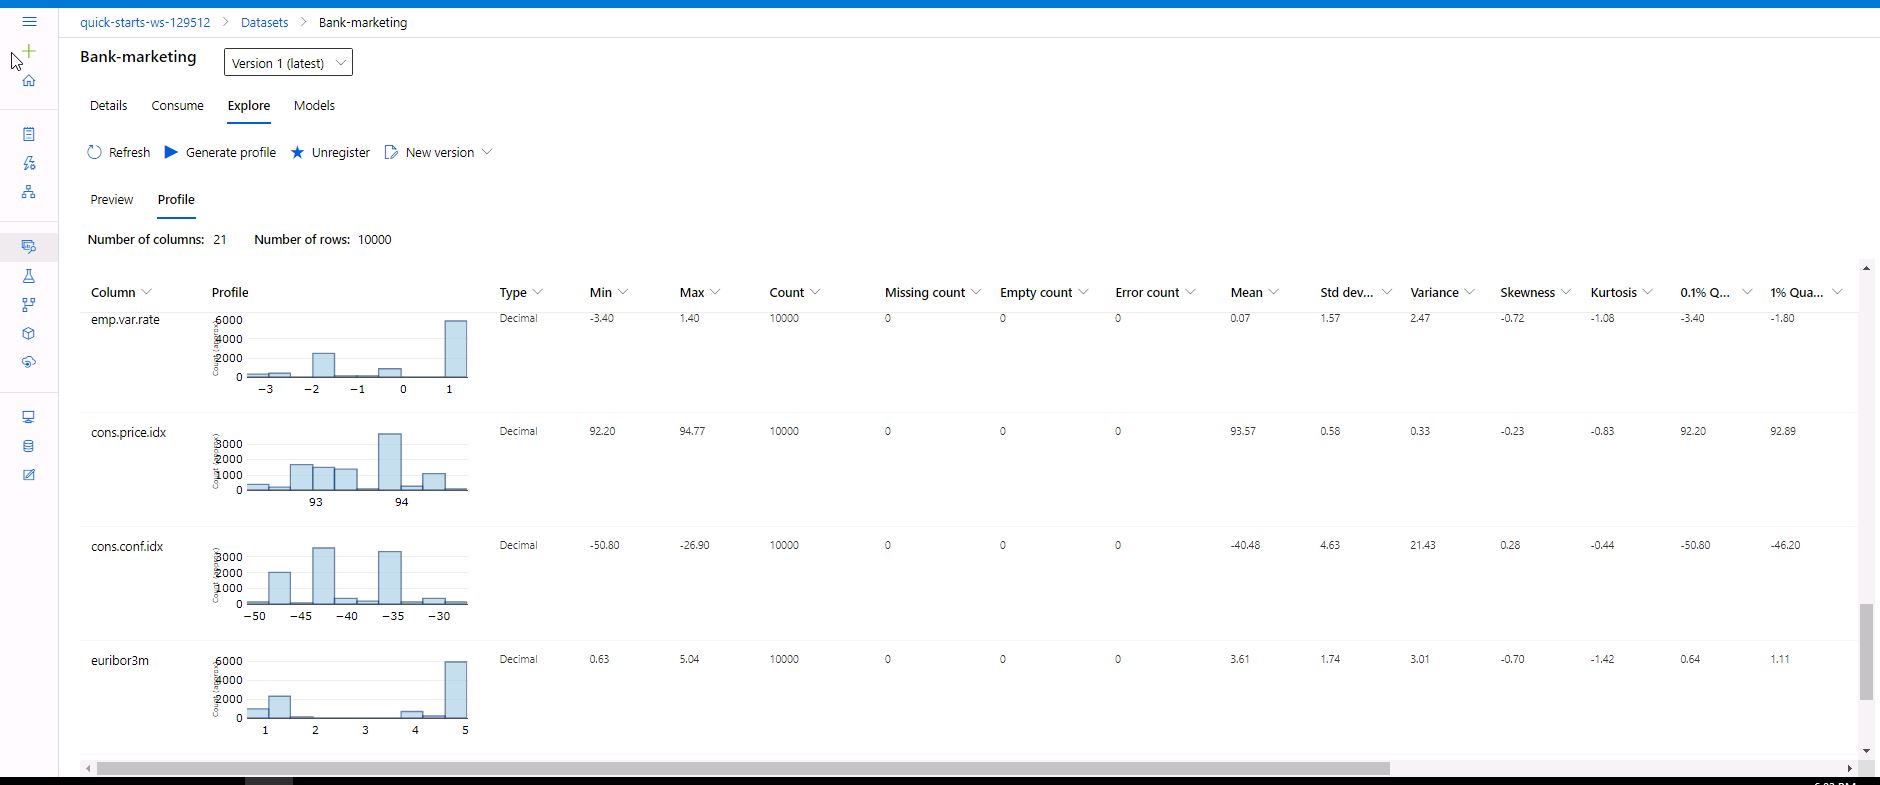 quick-starts-ws-129512 > Datasets > Bank-marketing
Bank-marketing Version 1 (latest)
Details Consume Explore Models
Refresh Generate profile Unregister New version
Preview Profile
Number of columns: 21 Number of rows: 10000
Column Profile Type Min Max Count Missing count Empty count Error count Mean Std dev... Variance Skewness Kurtosis 0.1% Q... 1% Qua...
emp.var.rate Decimal -3.40 1.40 10000 0 0 0 0.07 1.57 2.47 -0.72 -1.08 -3.40 -1.80
Count (approx)
6000
4000
2000
0
−3 −2 −1 0 1
cons.price.idx Decimal 92.20 94.77 10000 0 0 0 93.57 0.58 0.33 -0.23 -0.83 92.20 92.89
Count (approx)
3000
2000
1000
0
93 94
cons.conf.idx Decimal -50.80 -26.90 10000 0 0 0 -40.48 4.63 21.43 0.28 -0.44 -50.80 -46.20
Count (approx)
3000
2000
1000
0
−50 −45 −40 −35 −30
euribor3m Decimal 0.63 5.04 10000 0 0 0 3.61 1.74 3.01 -0.70 -1.42 0.64 1.11
Count (approx)
6000
4000
2000
0
1 2 3 4 5